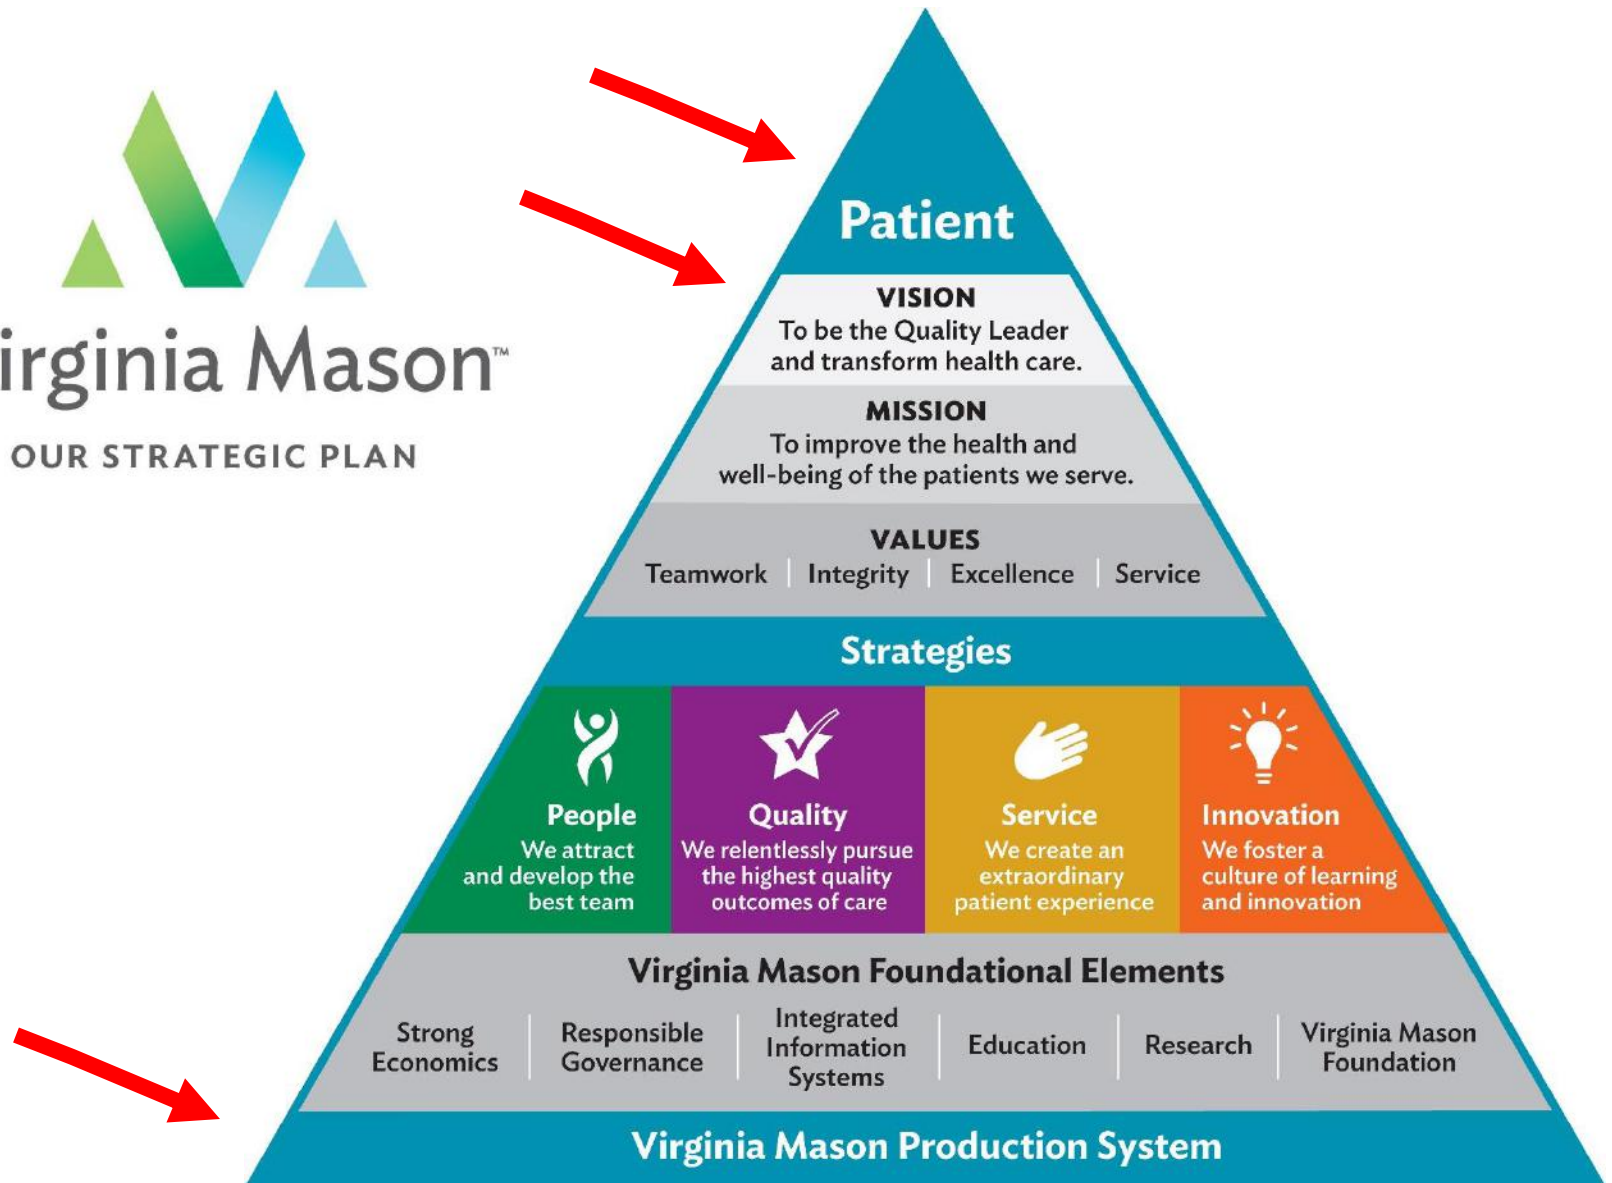 irginia Mason™
OUR STRATEGIC PLAN
Patient
VISION
To be the Quality Leader
and transform health care.
MISSION
To improve the health and
well-being of the patients we serve.
VALUES
Teamwork | Integrity | Excellence | Service
Strategies
People
We attract
and develop the
best team
Quality
We relentlessly pursue
the highest quality
outcomes of care
Service
We create an
extraordinary
patient experience
Innovation
We foster a
culture of learning
and innovation
Virginia Mason Foundational Elements
Strong
Economics
Responsible
Governance
Integrated
Information
Systems
Education
Research
Virginia Mason
Foundation
Virginia Mason Production System